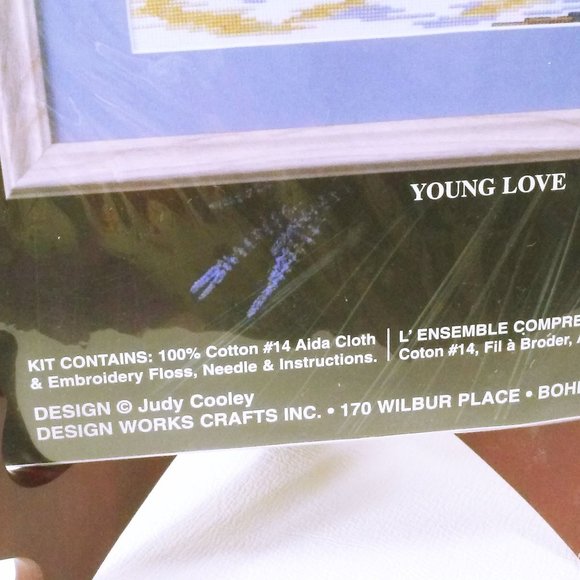 YOUNG LOVE
KIT CONTAINS: 100% Cotton #14 Aida Cloth
& Embroidery Floss, Needle & Instructions.
L' ENSEMBLE COMPRE
Coton #14, Fil à Broder, A
DESIGN © Judy Cooley
DESIGN WORKS CRAFTS INC. • 170 WILBUR PLACE • BOHE